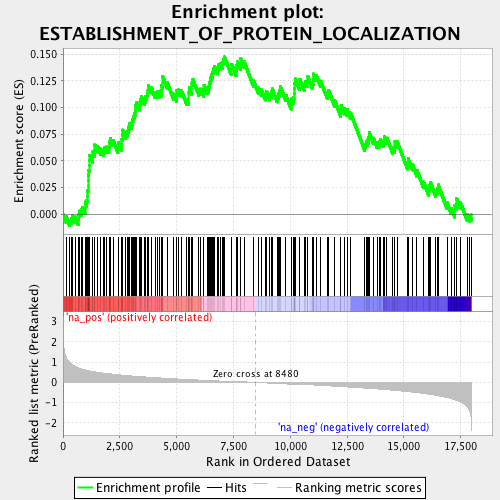 Enrichment plot:
ESTABLISHMENT_OF_PROTEIN_LOCALIZATION
Enrichment score (ES)
0.150
0.125
0.100
0.075
0.050
0.025
0.000
Ranked list metric (PreRanked)
3
2
1
0
-1
-2
'na_pos' (positively correlated)
Zero cross at 8480
'na_neg' (negatively correlated)
0
2,500
5,000
7,500
10,000
12,500
15,000
17,500
Rank in Ordered Dataset
Enrichment profile
Hits
Ranking metric scores